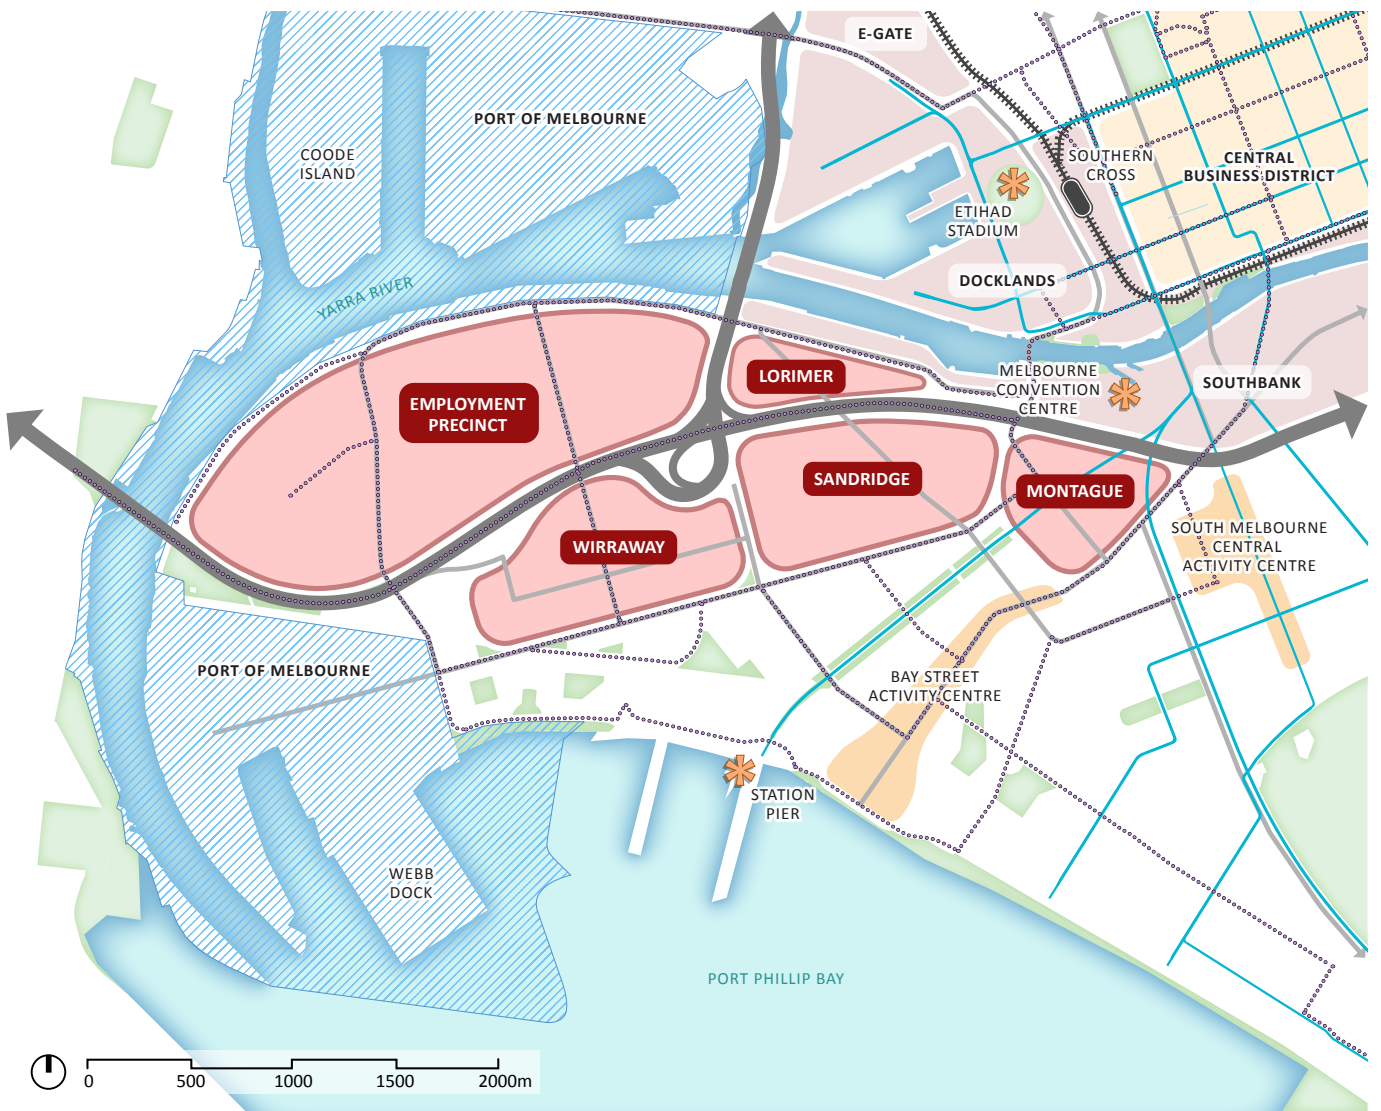 E-GATE
PORT OF MELBOURNE
COODE
ISLAND
SOUTHERN
CROSS
CENTRAL
BUSINESS DISTRICT
ETIHAD
STADIUM
DOCKLANDS
YARRA RIVER
LORIMER
MELBOURNE
CONVENTION
CENTRE
SOUTHBANK
EMPLOYMENT
PRECINCT
SANDRIDGE
MONTAGUE
WIRRAWAY
SOUTH MELBOURNE
CENTRAL
ACTIVITY CENTRE
PORT OF MELBOURNE
BAY STREET
ACTIVITY CENTRE
STATION
PIER
WEBB
DOCK
PORT PHILLIP BAY
0 500 1000 1500 2000m